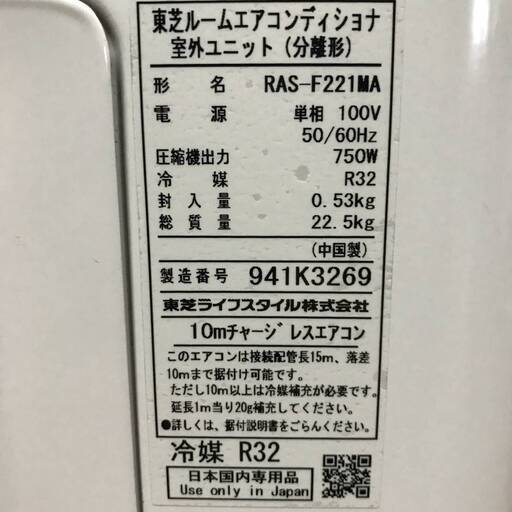 東芝ルームエアコンディショナ
室外ユニット（分離形）
形　名　RAS-F221MA
電　源　単相 100V
50/60Hz
圧縮機出力　750W
冷　媒　R32
封 入 量　0.53kg
総 質 量　22.5kg
（中国製）
製造番号　941K3269
東芝ライフスタイル株式会社
10mチャージレスエアコン
このエアコンは接続配管長15m、落差
10mまで据付け可能です。
ただし10m以上は冷媒補充が必要です。
延長1m当り20g補充してください。
●詳しくは、据付説明書をごらんください。
冷媒 R32
日本国内専用品
Use only in Japan